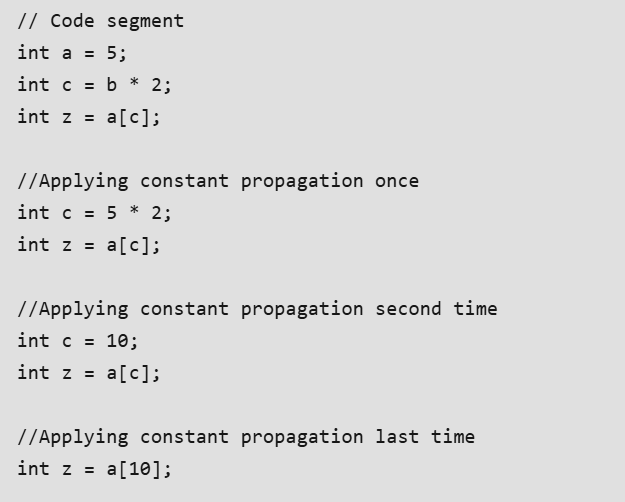 // Code segment
int a = 5;
int c = b * 2;
int z = a[c];
//Applying constant propagation once
int c = 5 * 2;
int z = a[c];
//Applying constant propagation second time
int c = 10;
int z = a[c];
//Applying constant propagation last time
int z = a[10];